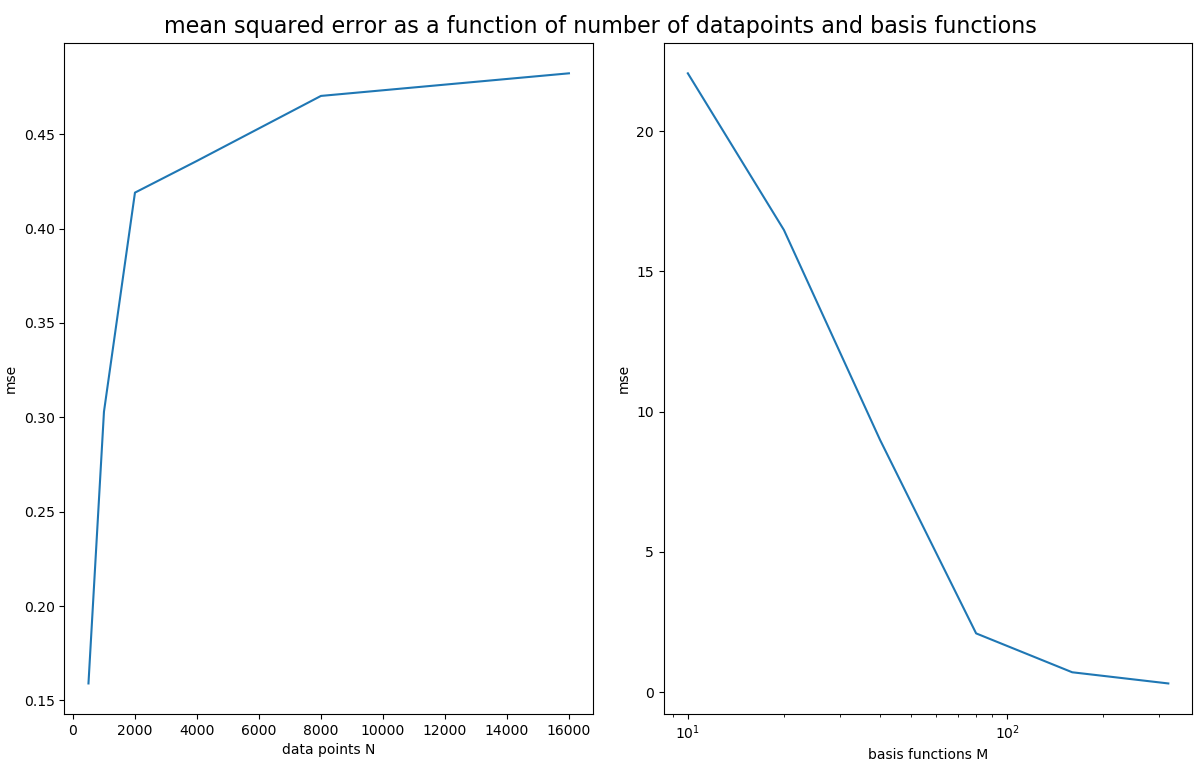 mean squared error as a function of number of datapoints and basis functions
mse
0.45
0.40
0.35
0.30
0.25
0.20
0.15
0 2000 4000 6000 8000 10000 12000 14000 16000
data points N
mse
20
15
10
5
0
10¹ 10²
basis functions M